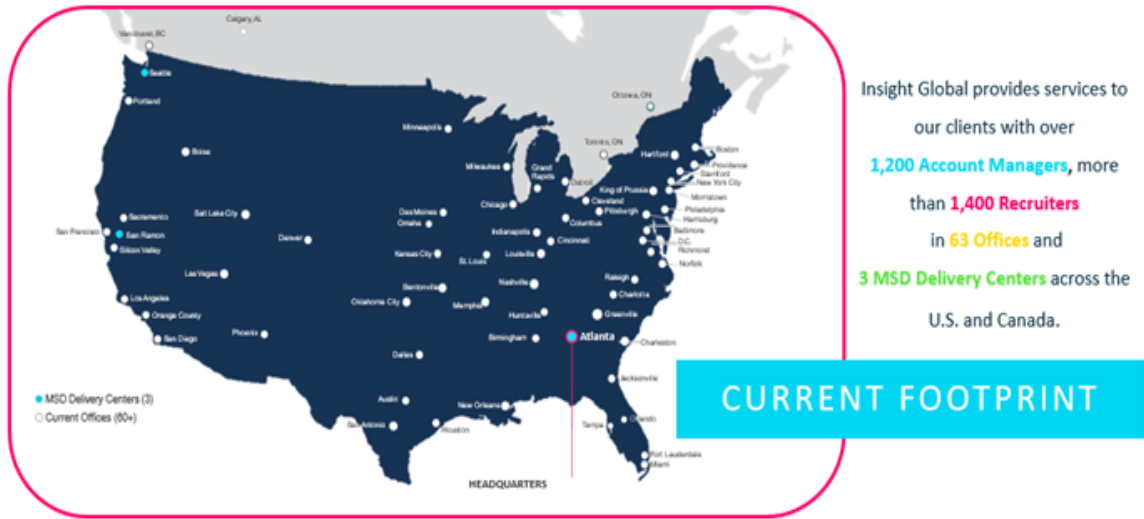 Calgary, AL
Vancouver, BC
Seattle
Portland
Ottawa, ON
Minneapolis
Toronto, ON
Boise
Milwaukee
Grand
Rapids
Detroit
Hartford
Boston
Providence
Stamford
New York City
King of Prussia
Morristown
Chicago
Cleveland
Pittsburgh
Philadelphia
Harrisburg
Sacramento
Salt Lake City
Des Moines
Omaha
Columbus
Baltimore
San Francisco
San Ramon
Silicon Valley
Denver
Indianapolis
Cincinnati
D.C.
Richmond
Kansas City
St. Louis
Louisville
Norfolk
Las Vegas
Nashville
Raleigh
Bentonville
Charlotte
Los Angeles
Oklahoma City
Memphis
Huntsville
Greenville
Orange County
Phoenix
San Diego
Birmingham
Atlanta
Charleston
Dallas
Jacksonville
Austin
New Orleans
San Antonio
Houston
Tampa
Orlando
Fort Lauderdale
Miami
MSD Delivery Centers (3)
Current Offices (60+)
HEADQUARTERS
Insight Global provides services to
our clients with over
1,200 Account Managers, more
than 1,400 Recruiters
in 63 Offices and
3 MSD Delivery Centers across the
U.S. and Canada.
CURRENT FOOTPRINT